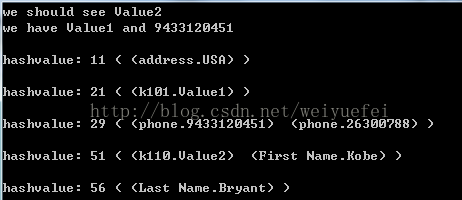 we should see Value2
we have Value1 and 9433120451
hashvalue: 11 ( (address.USA) )
hashvalue: 21 ( (k101.Value1) )
http://blog.csdn.net/weiyuefei
hashvalue: 29 ( (phone.9433120451)  (phone.26300788) )
hashvalue: 51 ( (k110.Value2)  (First Name.Kobe) )
hashvalue: 56 ( (Last Name.Bryant) )